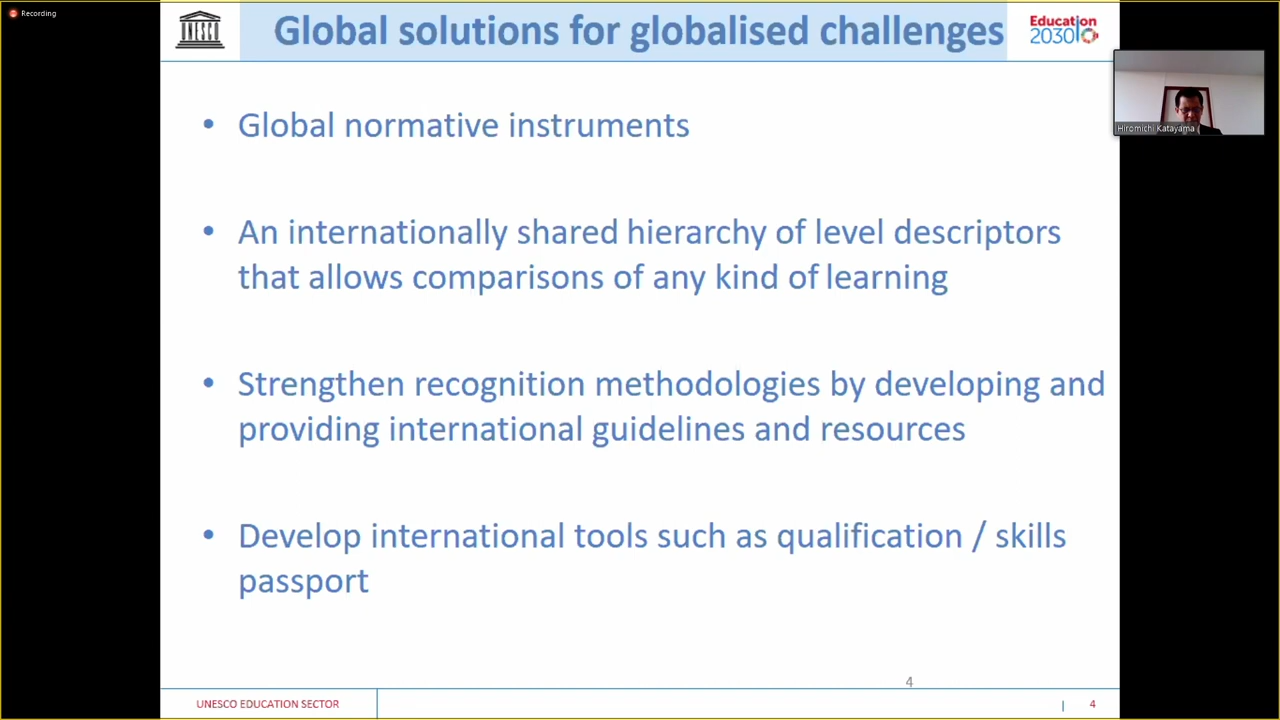 Recording
UNESCO
Global solutions for globalised challenges
Education
2030
Hiromichi Katayama
• Global normative instruments
• An internationally shared hierarchy of level descriptors
that allows comparisons of any kind of learning
• Strengthen recognition methodologies by developing and
providing international guidelines and resources
• Develop international tools such as qualification / skills
passport
4
UNESCO EDUCATION SECTOR
| 4